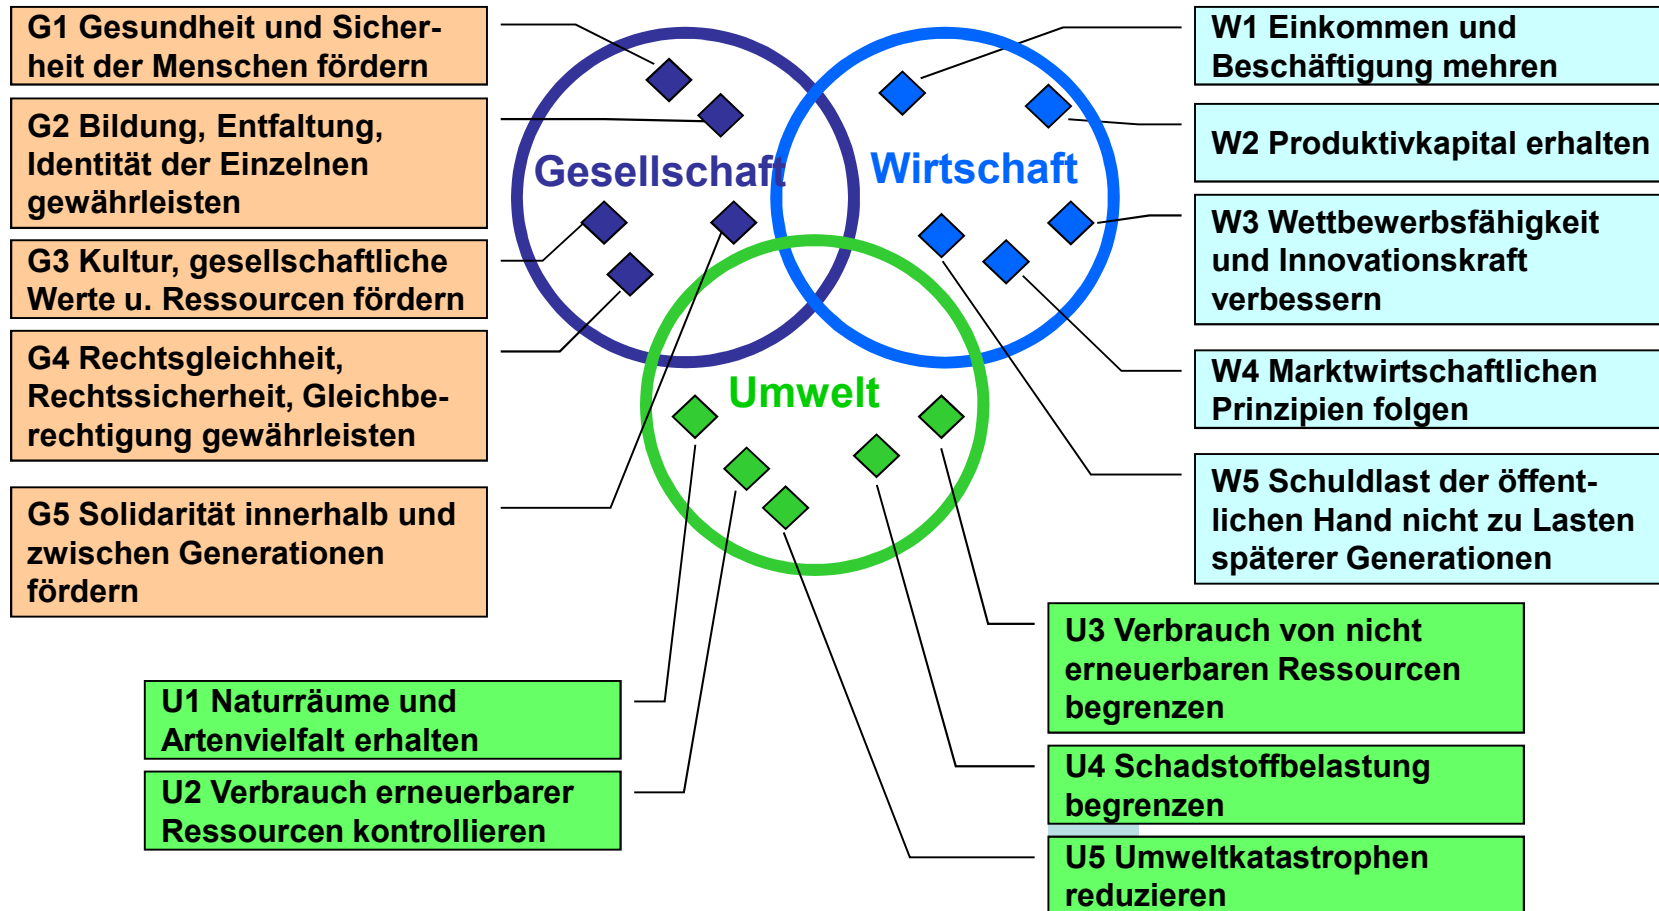 G1 Gesundheit und Sicher-
heit der Menschen fördern
G2 Bildung, Entfaltung,
Identität der Einzelnen
gewährleisten
G3 Kultur, gesellschaftliche
Werte u. Ressourcen fördern
G4 Rechtsgleichheit,
Rechtssicherheit, Gleichbe-
rechtigung gewährleisten
G5 Solidarität innerhalb und
zwischen Generationen
fördern
Gesellschaft
Wirtschaft
Umwelt
W1 Einkommen und
Beschäftigung mehren
W2 Produktivkapital erhalten
W3 Wettbewerbsfähigkeit
und Innovationskraft
verbessern
W4 Marktwirtschaftlichen
Prinzipien folgen
W5 Schuldlast der öffent-
lichen Hand nicht zu Lasten
späterer Generationen
U1 Naturräume und
Artenvielfalt erhalten
U2 Verbrauch erneuerbarer
Ressourcen kontrollieren
U3 Verbrauch von nicht
erneuerbaren Ressourcen
begrenzen
U4 Schadstoffbelastung
begrenzen
U5 Umweltkatastrophen
reduzieren